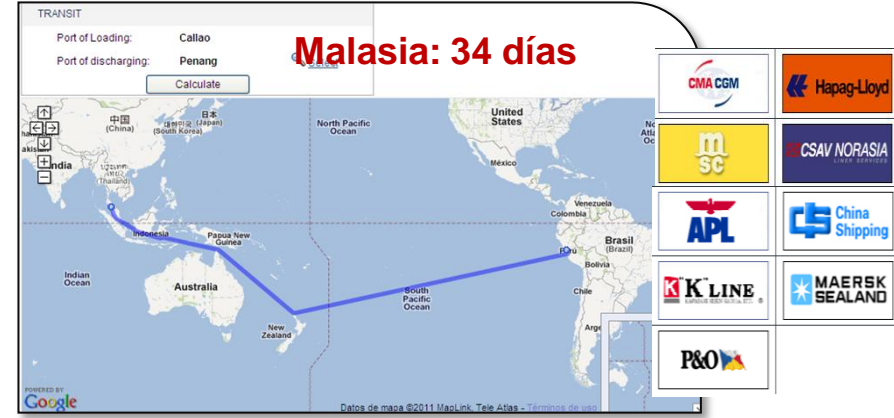 TRANSIT
Port of Loading: Callao
Port of discharging: Penang
Select
Calculate
Malasia: 34 días
中国
(China)
日本
(Japan)
(South Korea)
North Pacific
Ocean
United
States
México
India
(Thailand)
Venezuela
Colombia
Indonesia
Papua New
Guinea
Perú
Brasil
(Brazil)
Bolivia
Indian
Ocean
Australia
South
Pacific
Ocean
Chile
New
Zealand
POWERED BY
Google
Datos de mapa ©2011 MapLink, Tele Atlas - Términos de uso
CMA CGM
Hapag-Lloyd
msc
CSAV NORASIA
LINER SERVICES
APL
China
Shipping
"K" LINE
MAERSK
SEALAND
P&O